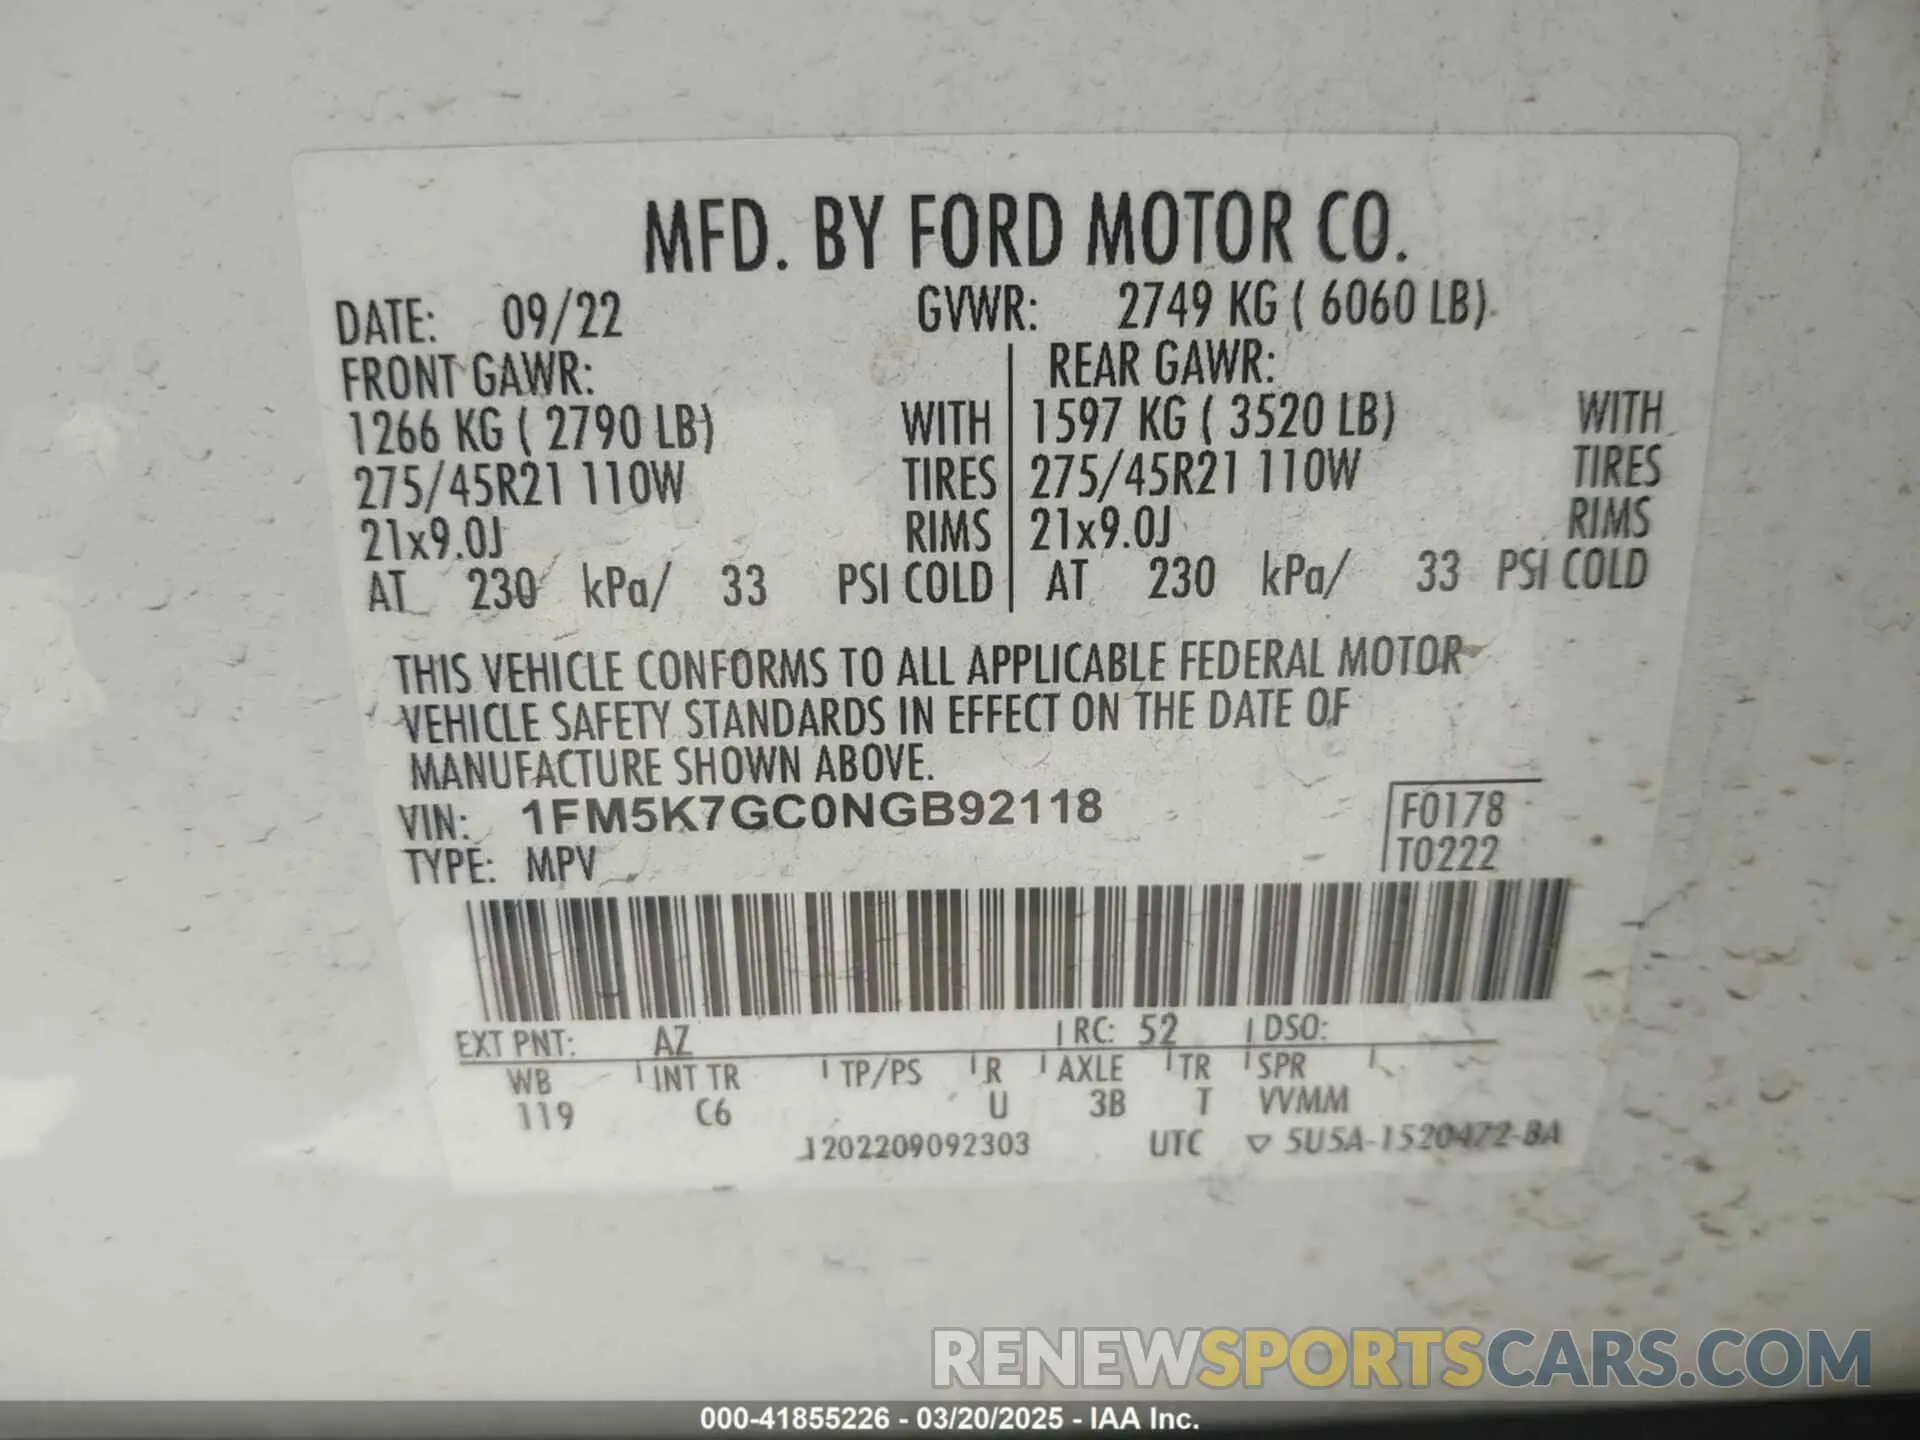 MFD. BY FORD MOTOR CO.
DATE: 09/22 GVWR: 2749 KG ( 6060 LB)
FRONT GAWR: REAR GAWR:
1266 KG ( 2790 LB) WITH 1597 KG ( 3520 LB) WITH
275/45R21 110W TIRES 275/45R21 110W TIRES
21x9.0J RIMS 21x9.0J RIMS
AT 230 kPa/ 33 PSI COLD AT 230 kPa/ 33 PSI COLD
THIS VEHICLE CONFORMS TO ALL APPLICABLE FEDERAL MOTOR
VEHICLE SAFETY STANDARDS IN EFFECT ON THE DATE OF
MANUFACTURE SHOWN ABOVE.
VIN: 1FM5K7GC0NGB92118 F0178
TYPE: MPV T0222
EXT PNT: AZ RC: 52 DSO:
WB INT TR TP/PS R AXLE TR SPR
119 C6 U 3B T VVMM
1202209092303 UTC ▽ 5U5A-1520472-BA
RENEWSPORTSCARS.COM
000-41855226 - 03/20/2025 - IAA Inc.